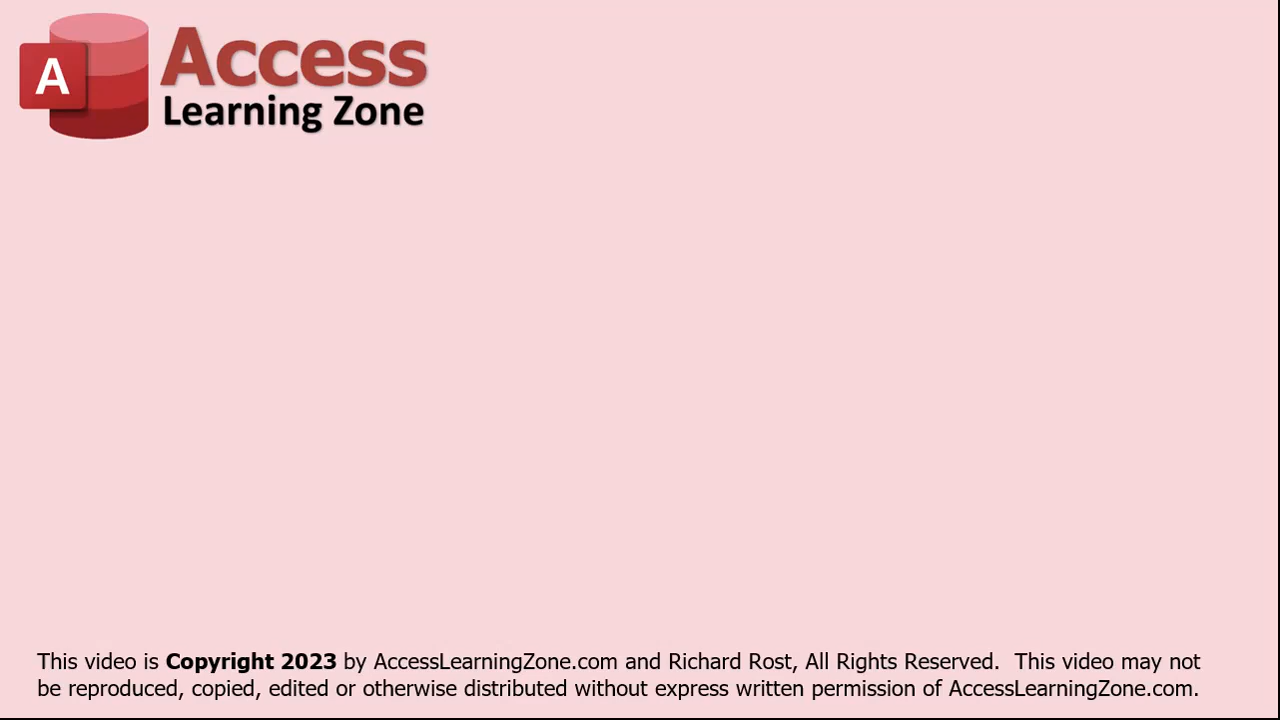 A
Access
Learning Zone
This video is Copyright 2023 by AccessLearningZone.com and Richard Rost, All Rights Reserved.  This video may not
be reproduced, copied, edited or otherwise distributed without express written permission of AccessLearningZone.com.